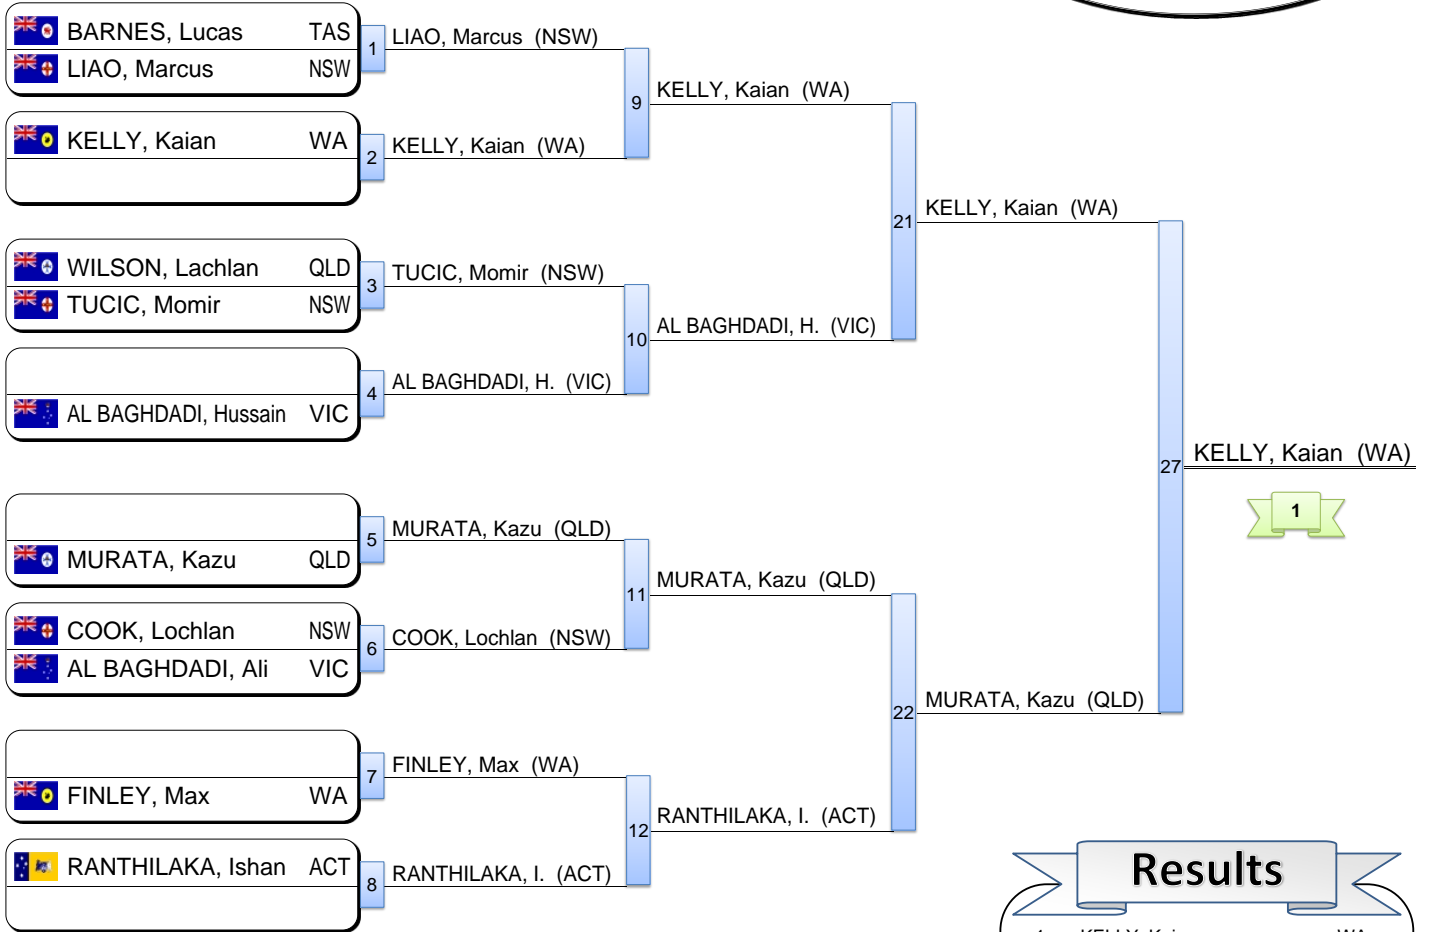 BARNES, Lucas TAS
LIAO, Marcus NSW
1
LIAO, Marcus (NSW)
KELLY, Kaian WA
2
KELLY, Kaian (WA)
9
KELLY, Kaian (WA)
WILSON, Lachlan QLD
TUCIC, Momir NSW
3
TUCIC, Momir (NSW)
4
AL BAGHDADI, H. (VIC)
AL BAGHDADI, Hussain VIC
10
AL BAGHDADI, H. (VIC)
21
KELLY, Kaian (WA)
5
MURATA, Kazu (QLD)
MURATA, Kazu QLD
COOK, Lochlan NSW
AL BAGHDADI, Ali VIC
6
COOK, Lochlan (NSW)
11
MURATA, Kazu (QLD)
7
FINLEY, Max (WA)
FINLEY, Max WA
RANTHILAKA, Ishan ACT
8
RANTHILAKA, I. (ACT)
12
RANTHILAKA, I. (ACT)
22
MURATA, Kazu (QLD)
27
KELLY, Kaian (WA)
1
Results